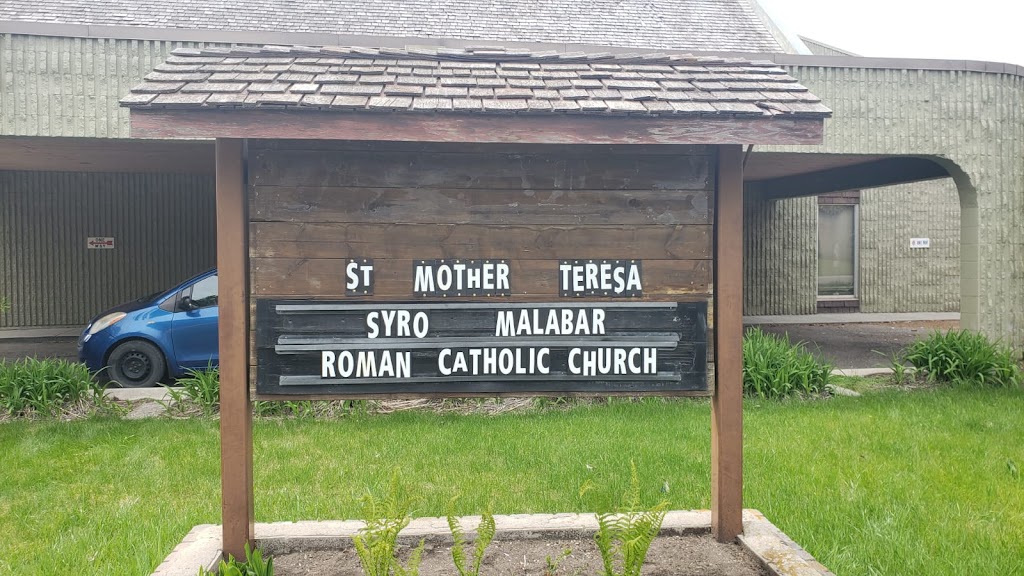 ST MOTHER TERESA
SYRO MALABAR
ROMAN CATHOLIC CHURCH